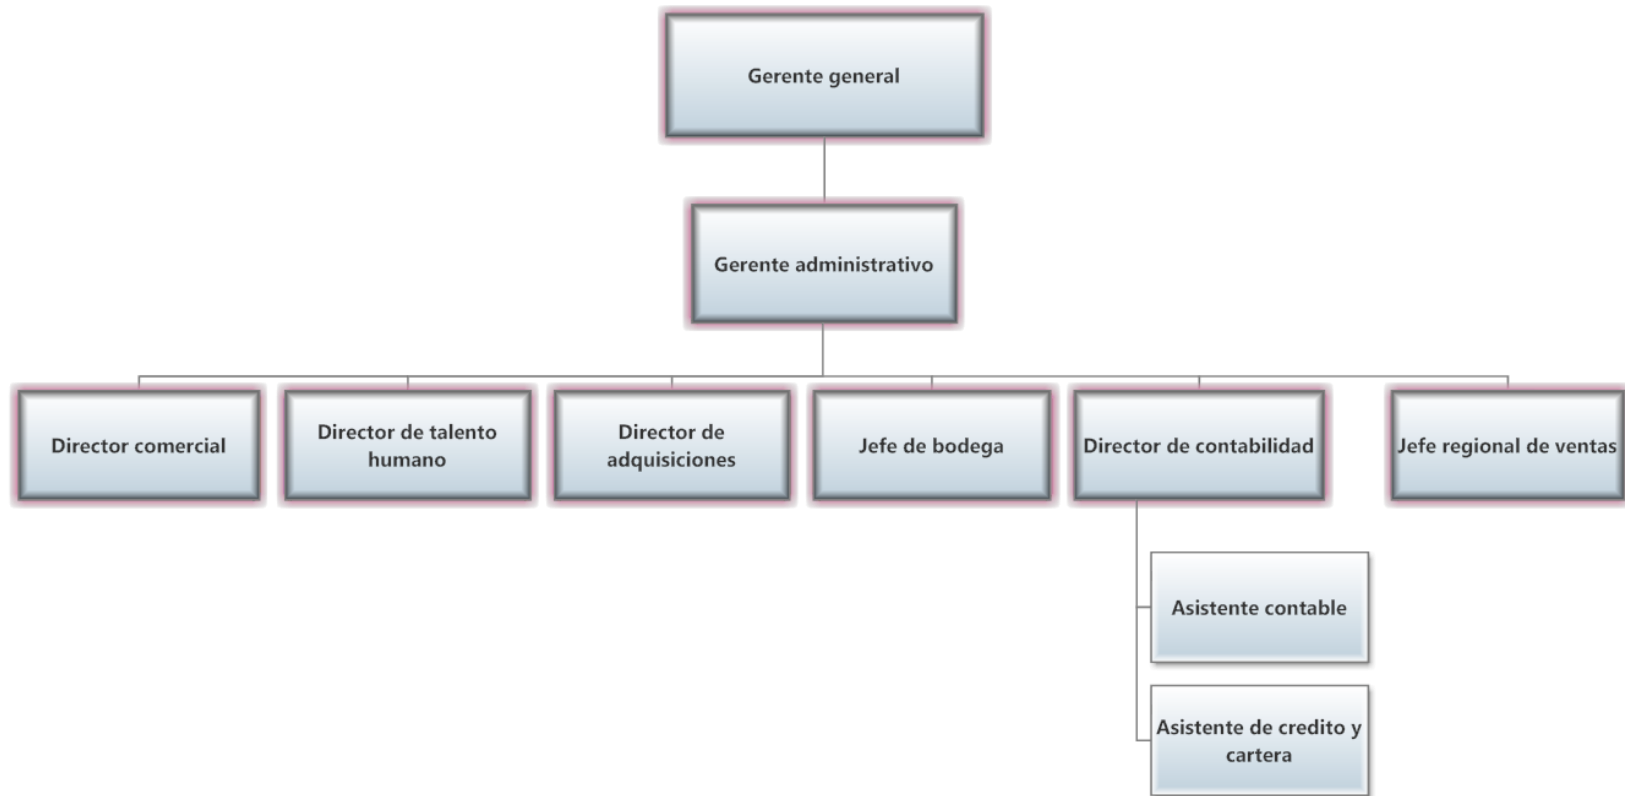 Gerente general
Gerente administrativo
Director comercial
Director de talento
humano
Director de
adquisiciones
Jefe de bodega
Director de contabilidad
Jefe regional de ventas
Asistente contable
Asistente de credito y
cartera